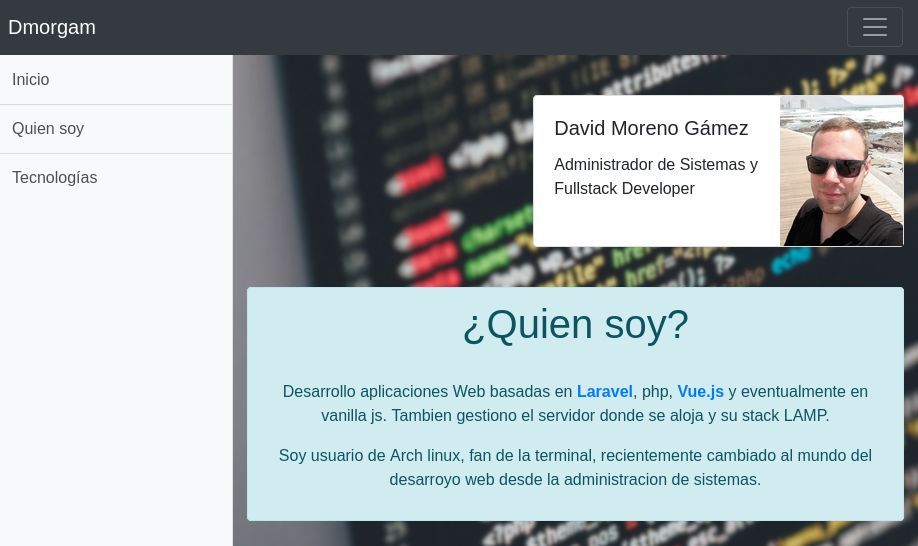 Dmorgam
Inicio
Quien soy
Tecnologías
David Moreno Gámez
Administrador de Sistemas y
Fullstack Developer
¿Quien soy?
Desarrollo aplicaciones Web basadas en Laravel, php, Vue.js y eventualmente en
vanilla js. Tambien gestiono el servidor donde se aloja y su stack LAMP.
Soy usuario de Arch linux, fan de la terminal, recientemente cambiado al mundo del
desarroyo web desde la administracion de sistemas.